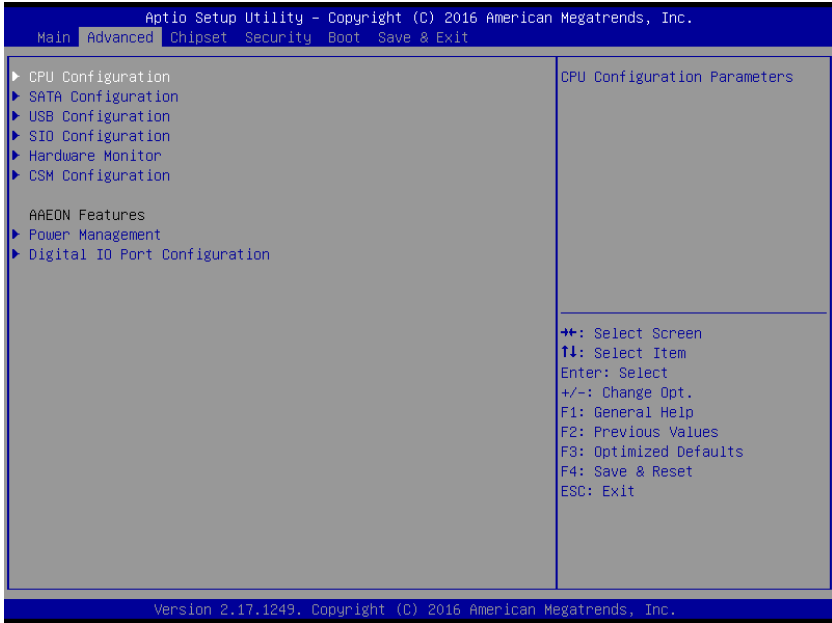 Aptio Setup Utility – Copyright (C) 2016 American Megatrends, Inc.
Main Advanced Chipset Security Boot Save & Exit
▶ CPU Configuration
▶ SATA Configuration
▶ USB Configuration
▶ SIO Configuration
▶ Hardware Monitor
▶ CSM Configuration
AAEON Features
▶ Power Management
▶ Digital IO Port Configuration
CPU Configuration Parameters
→←: Select Screen
↑↓: Select Item
Enter: Select
+/-: Change Opt.
F1: General Help
F2: Previous Values
F3: Optimized Defaults
F4: Save & Reset
ESC: Exit
Version 2.17.1249. Copyright (C) 2016 American Megatrends, Inc.